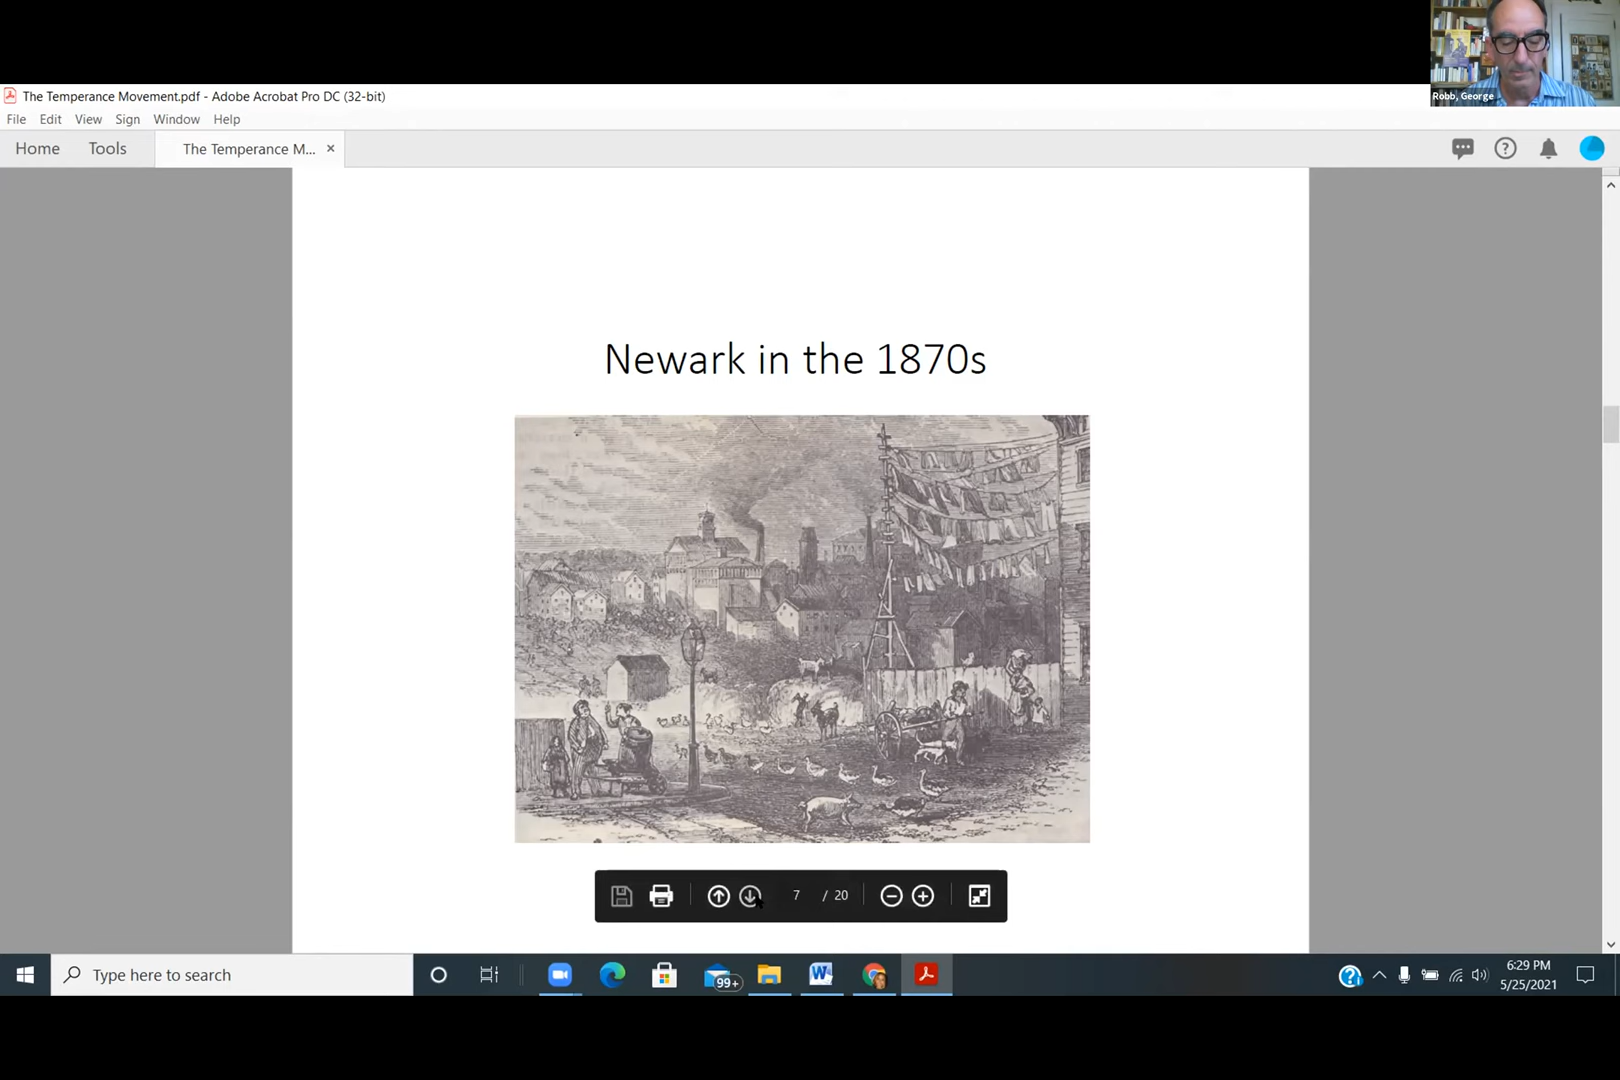 Robb, George
The Temperance Movement.pdf - Adobe Acrobat Pro DC (32-bit)
File Edit View Sign Window Help
Home Tools The Temperance M... ×
Newark in the 1870s
7 / 20
Type here to search
99+
6:29 PM
5/25/2021